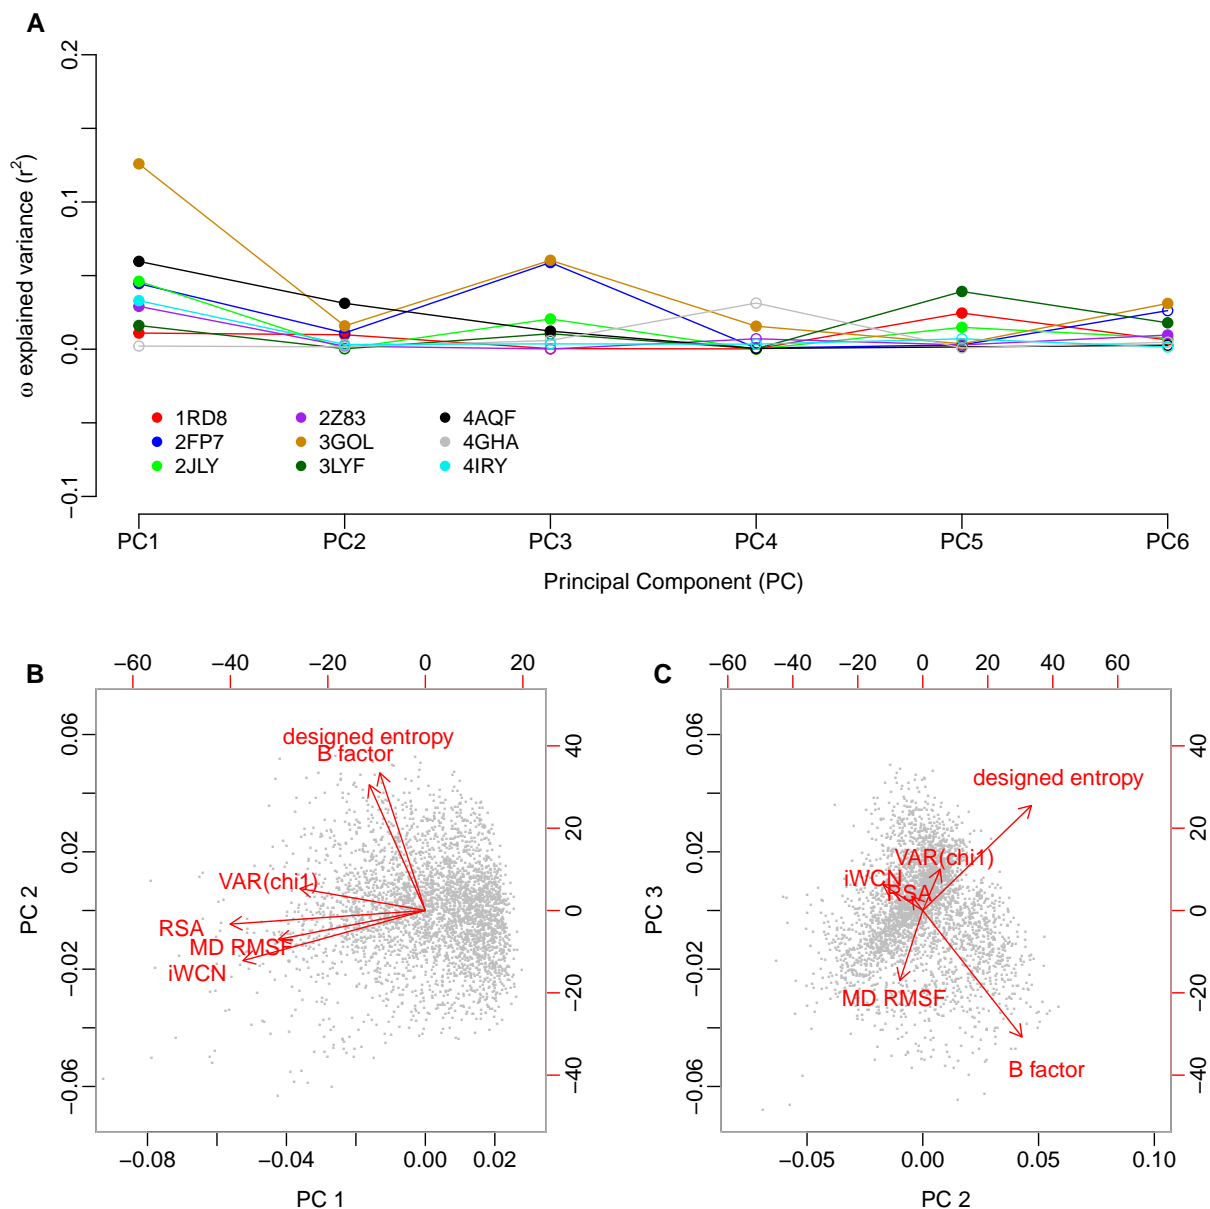 A
ω explained variance (r²)
0.2
0.1
0.0
−0.1
1RD8 2Z83 4AQF
2FP7 3GOL 4GHA
2JLY 3LYF 4IRY
PC1 PC2 PC3 PC4 PC5 PC6
Principal Component (PC)
B
−60 −40 −20 0 20
PC 2
0.06
0.02
−0.02
−0.06
40
20
0
−20
−40
designed entropy
B factor
VAR(chi1)
RSA
MD RMSF
iWCN
−0.08 −0.04 0.00 0.02
PC 1
C
−60 −40 −20 0 20 40 60
PC 3
0.06
0.02
−0.02
−0.06
40
20
0
−20
−40
designed entropy
VAR(chi1)
iWCN
RSA
MD RMSF
B factor
−0.05 0.00 0.05 0.10
PC 2